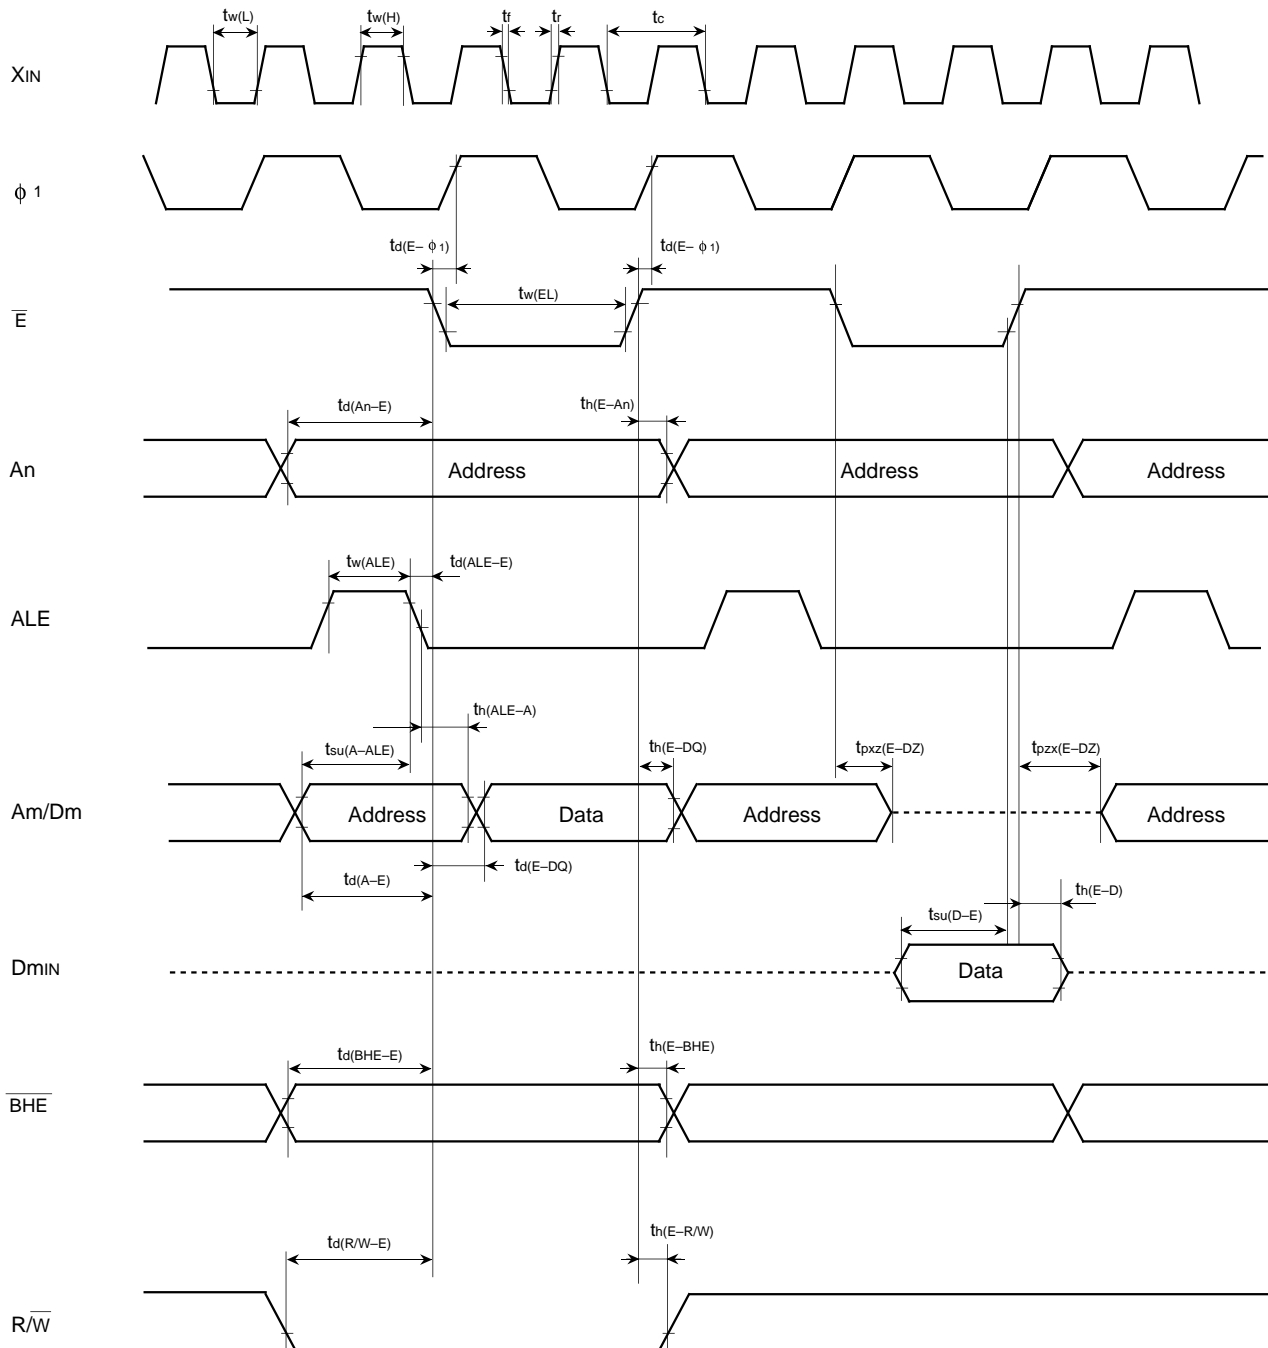 tw(L) tw(H) tf tr tc
XIN
ϕ 1
td(E– ϕ 1) td(E– ϕ 1)
tw(EL)
E
td(An–E) th(E–An)
An Address Address Address
tw(ALE) td(ALE–E)
ALE
th(ALE–A)
tsu(A–ALE) th(E–DQ) tpxz(E–DZ) tpzx(E–DZ)
Am/Dm Address Data Address Address
td(E–DQ)
td(A–E)
th(E–D)
tsu(D–E)
DmIN Data
td(BHE–E) th(E–BHE)
BHE
td(R/W–E) th(E–R/W)
R/W